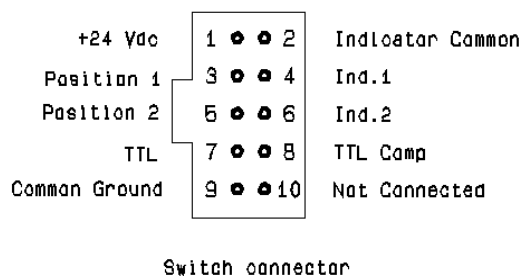 +24 Vdc 1 2 Indicator Common
Position 1 3 4 Ind.1
Position 2 5 6 Ind.2
TTL 7 8 TTL Comp
Common Ground 9 10 Not Connected
Switch connector